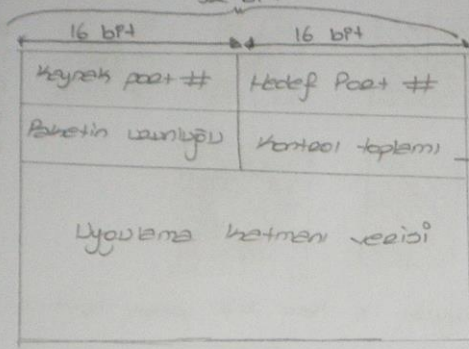 16 bit 16 bit
Kaynak port # Hedef Port #
Paketin uzunluğu Kontrol toplamı
Uygulama katmanı verisi